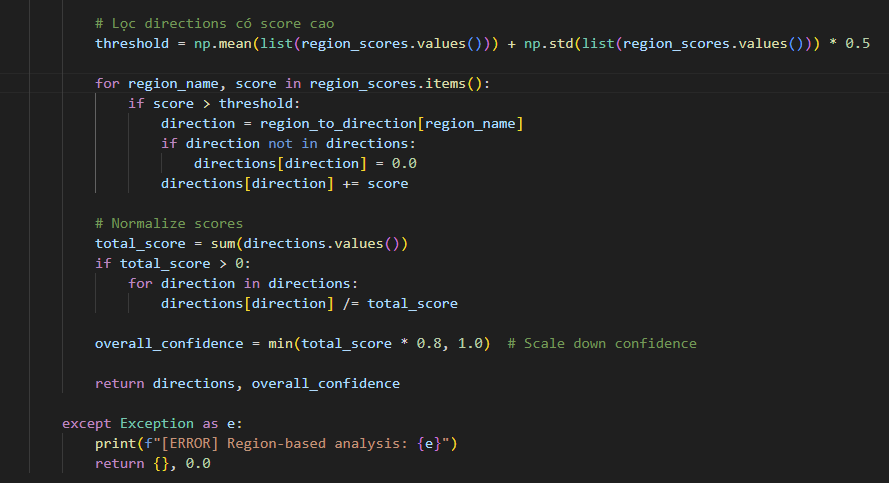 # Lọc directions có score cao
threshold = np.mean(list(region_scores.values())) + np.std(list(region_scores.values())) * 0.5
for region_name, score in region_scores.items():
if score > threshold:
direction = region_to_direction[region_name]
if direction not in directions:
directions[direction] = 0.0
directions[direction] += score
# Normalize scores
total_score = sum(directions.values())
if total_score > 0:
for direction in directions:
directions[direction] /= total_score
overall_confidence = min(total_score * 0.8, 1.0)  # Scale down confidence
return directions, overall_confidence
except Exception as e:
print(f"[ERROR] Region-based analysis: {e}")
return {}, 0.0